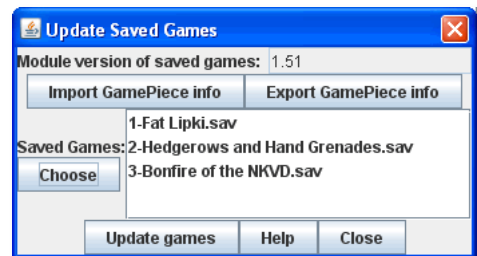 Update Saved Games
Module version of saved games: 1.51
Import GamePiece info Export GamePiece info
1-Fat Lipki.sav
Saved Games: 2-Hedgerows and Hand Grenades.sav
Choose 3-Bonfire of the NKVD.sav
Update games Help Close